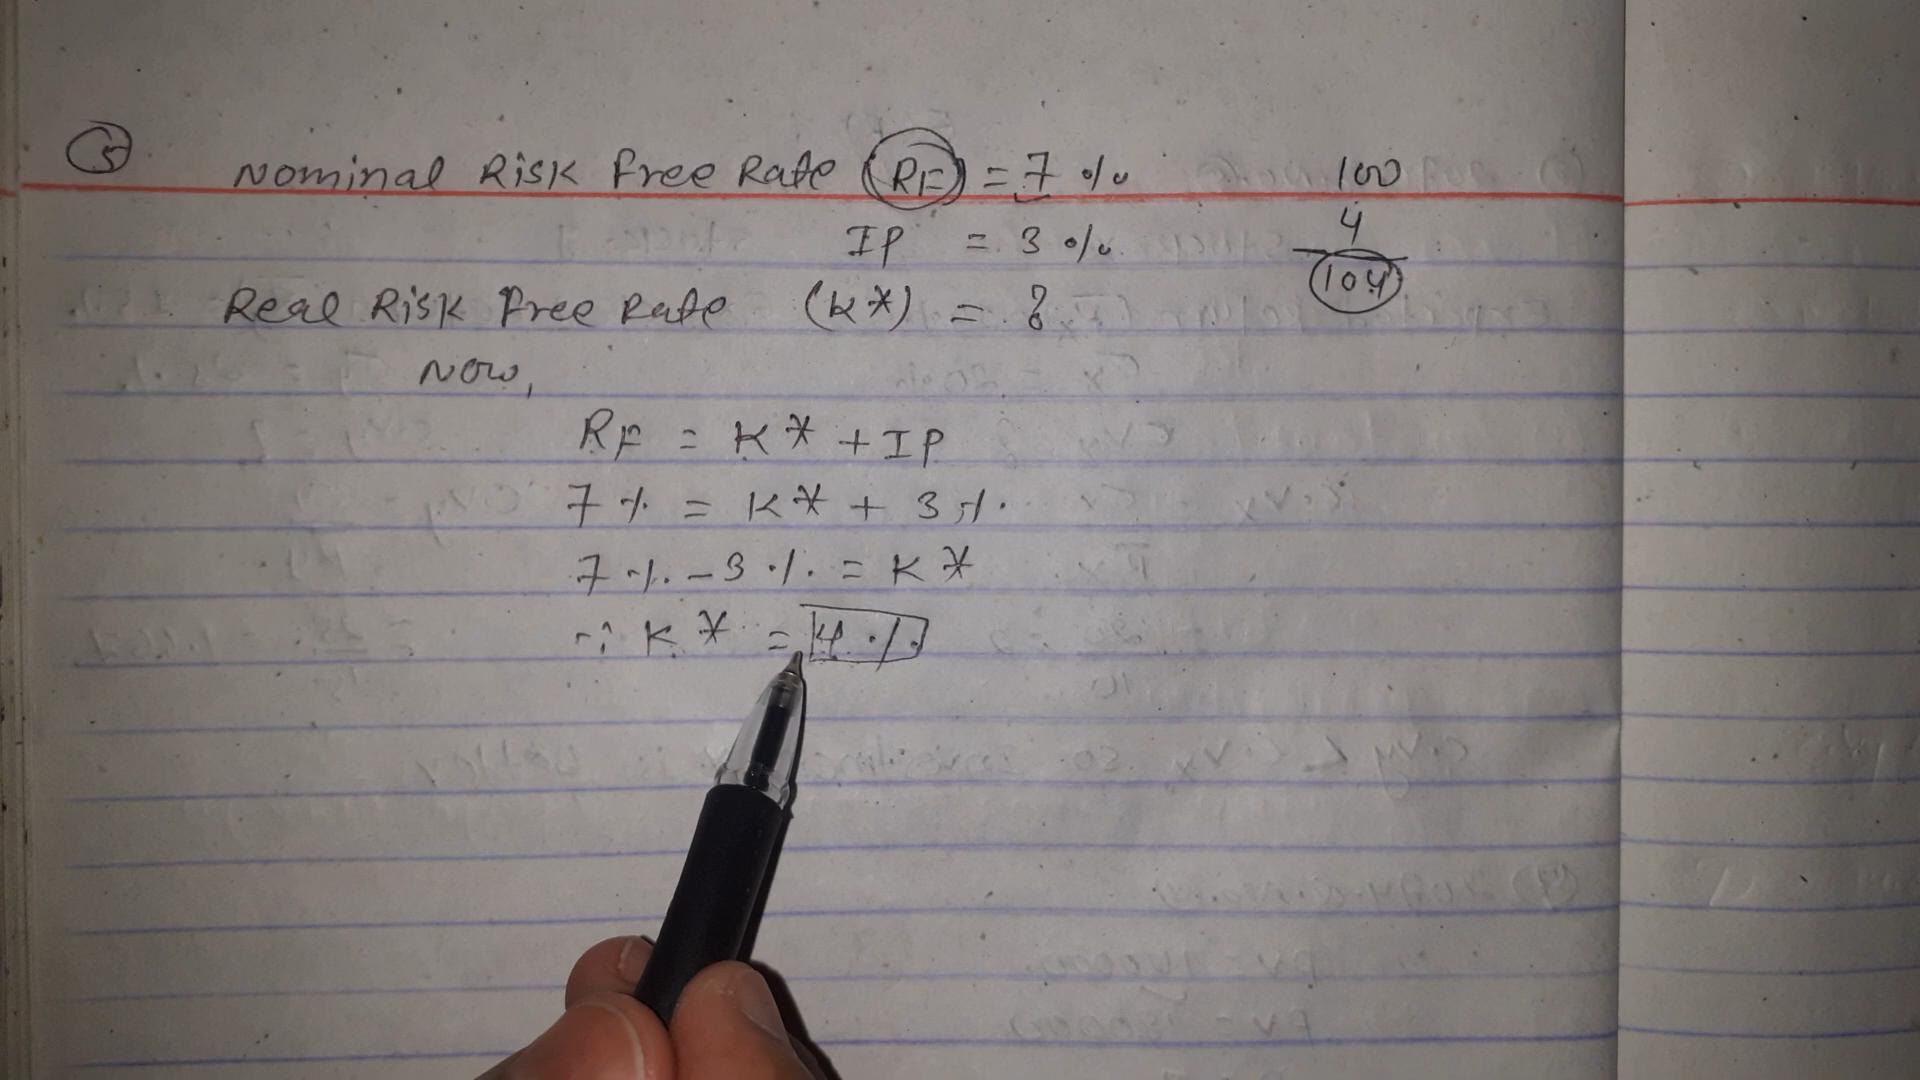 5 Nominal Risk Free Rate (RF) = 7 % 100
IP = 3 % 4
104
Real Risk Free Rate (K*) = ?
Now,
RF = K* + IP
7 % = K* + 3 %
7 % - 3 % = K*
∴ K* = 4 %